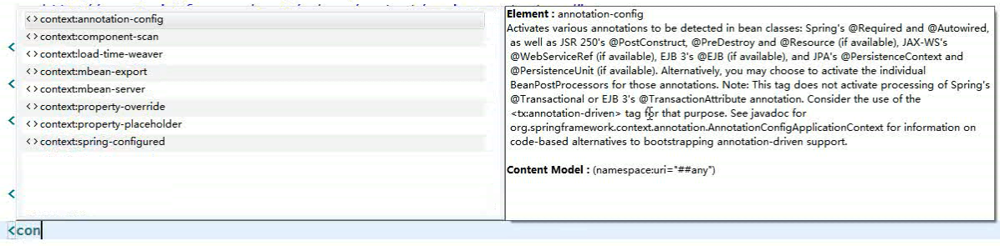 <> context:annotation-config
<> context:component-scan
<> context:load-time-weaver
<> context:mbean-export
<> context:mbean-server
<> context:property-override
<> context:property-placeholder
<> context:spring-configured
Element : annotation-config
Activates various annotations to be detected in bean classes: Spring's @Required and @Autowired,
as well as JSR 250's @PostConstruct, @PreDestroy and @Resource (if available), JAX-WS's
@WebServiceRef (if available), EJB 3's @EJB (if available), and JPA's @PersistenceContext and
@PersistenceUnit (if available). Alternatively, you may choose to activate the individual
BeanPostProcessors for those annotations. Note: This tag does not activate processing of Spring's
@Transactional or EJB 3's @TransactionAttribute annotation. Consider the use of the
<tx:annotation-driven> tag for that purpose. See javadoc for
org.springframework.context.annotation.AnnotationConfigApplicationContext for information on
code-based alternatives to bootstrapping annotation-driven support.
Content Model : (namespace:uri="##any")
<
<
<
<
<con